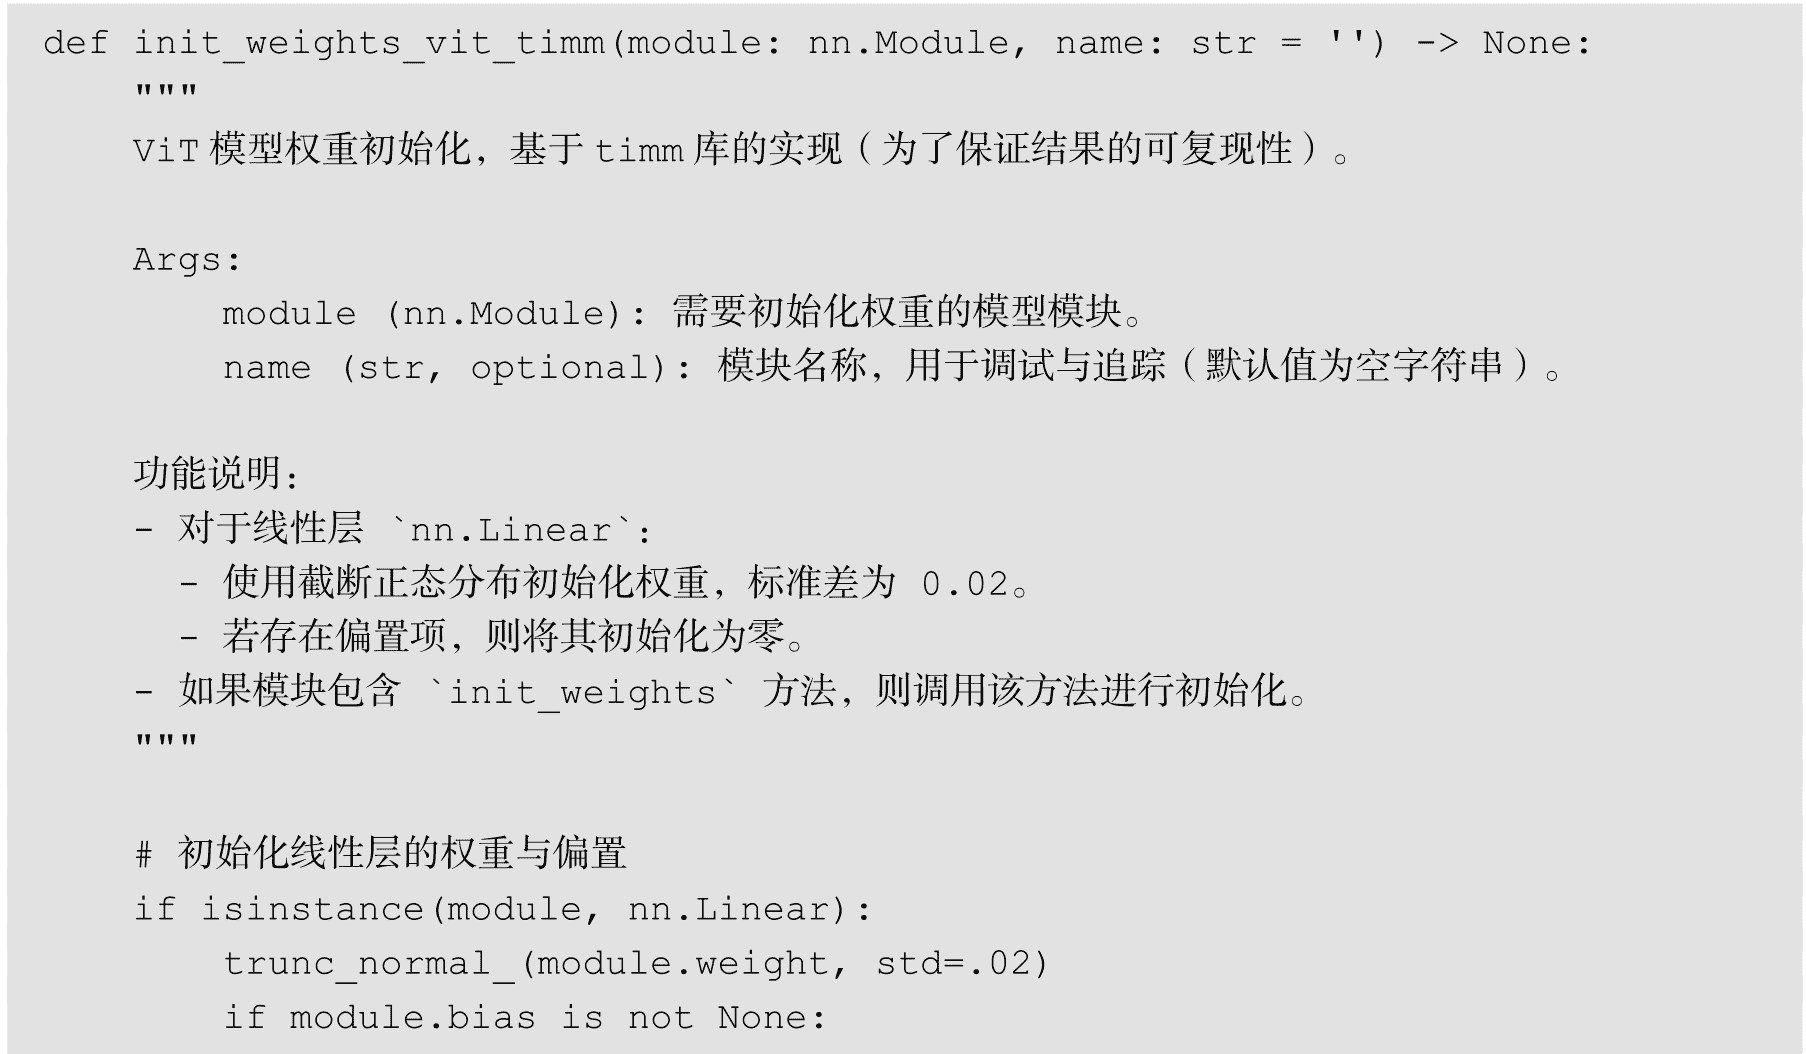 def init_weights_vit_timm(module: nn.Module, name: str = '') -> None:
    """
    ViT 模型权重初始化，基于 timm 库的实现（为了保证结果的可复现性）。

    Args:
        module (nn.Module): 需要初始化权重的模型模块。
        name (str, optional): 模块名称，用于调试与追踪（默认值为空字符串）。

    功能说明：
    - 对于线性层 `nn.Linear`：
      - 使用截断正态分布初始化权重，标准差为 0.02。
      - 若存在偏置项，则将其初始化为零。
    - 如果模块包含 `init_weights` 方法，则调用该方法进行初始化。
    """

    # 初始化线性层的权重与偏置
    if isinstance(module, nn.Linear):
        trunc_normal_(module.weight, std=.02)
        if module.bias is not None: